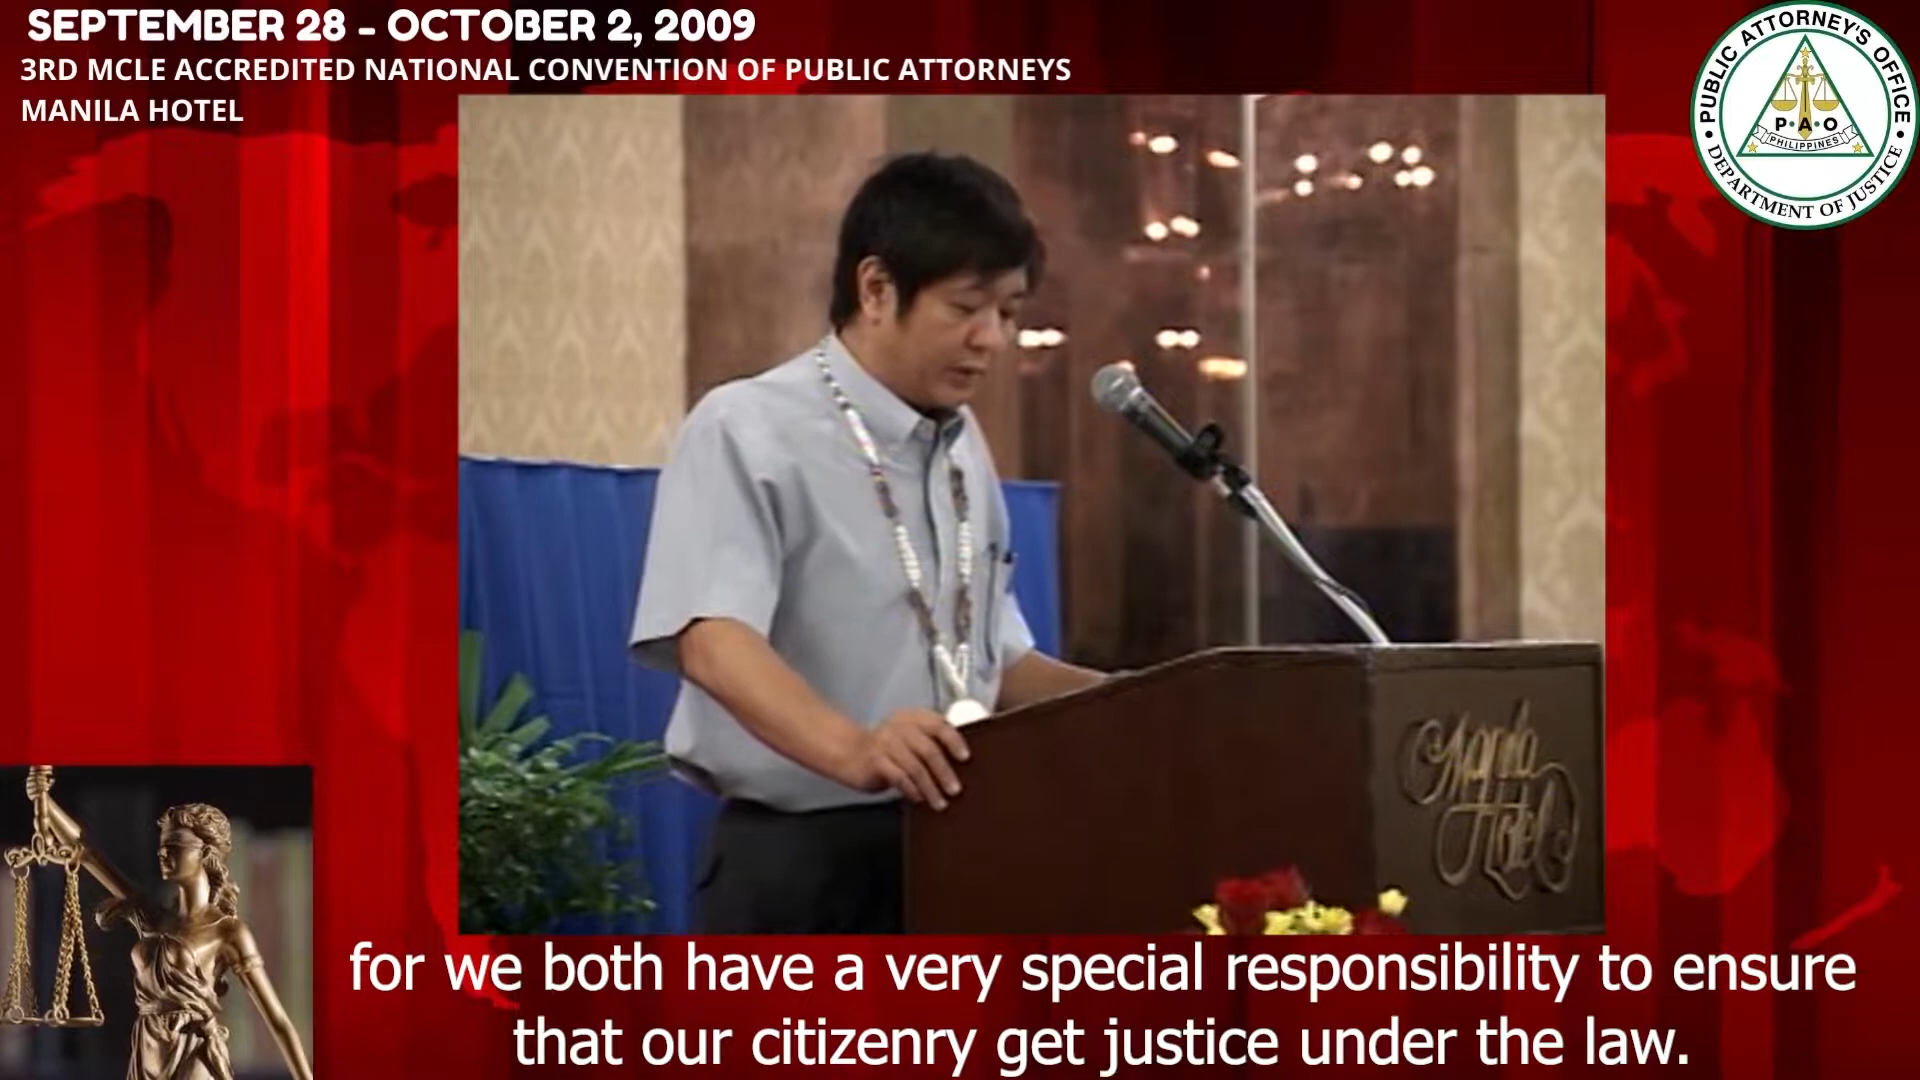 SEPTEMBER 28 - OCTOBER 2, 2009
3RD MCLE ACCREDITED NATIONAL CONVENTION OF PUBLIC ATTORNEYS
MANILA HOTEL
PUBLIC ATTORNEY'S OFFICE
P•A•O
PHILIPPINES
• DEPARTMENT OF JUSTICE •
Manila
Hotel
for we both have a very special responsibility to ensure
that our citizenry get justice under the law.